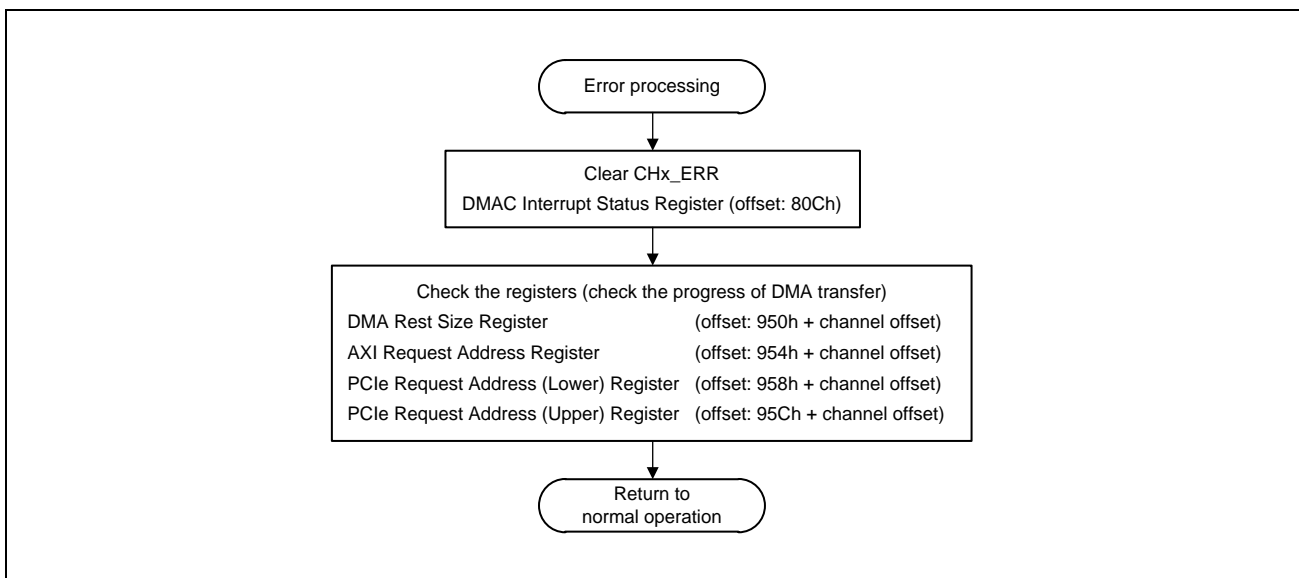 Error processing
Clear CHx_ERR
DMAC Interrupt Status Register (offset: 80Ch)
Check the registers (check the progress of DMA transfer)
DMA Rest Size Register (offset: 950h + channel offset)
AXI Request Address Register (offset: 954h + channel offset)
PCIe Request Address (Lower) Register (offset: 958h + channel offset)
PCIe Request Address (Upper) Register (offset: 95Ch + channel offset)
Return to
normal operation